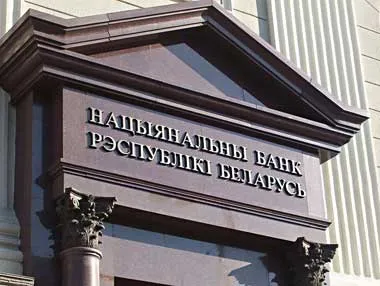 НАЦЫЯНАЛЬНЫ БАНК
РЭСПУБЛІКІ БЕЛАРУСЬ